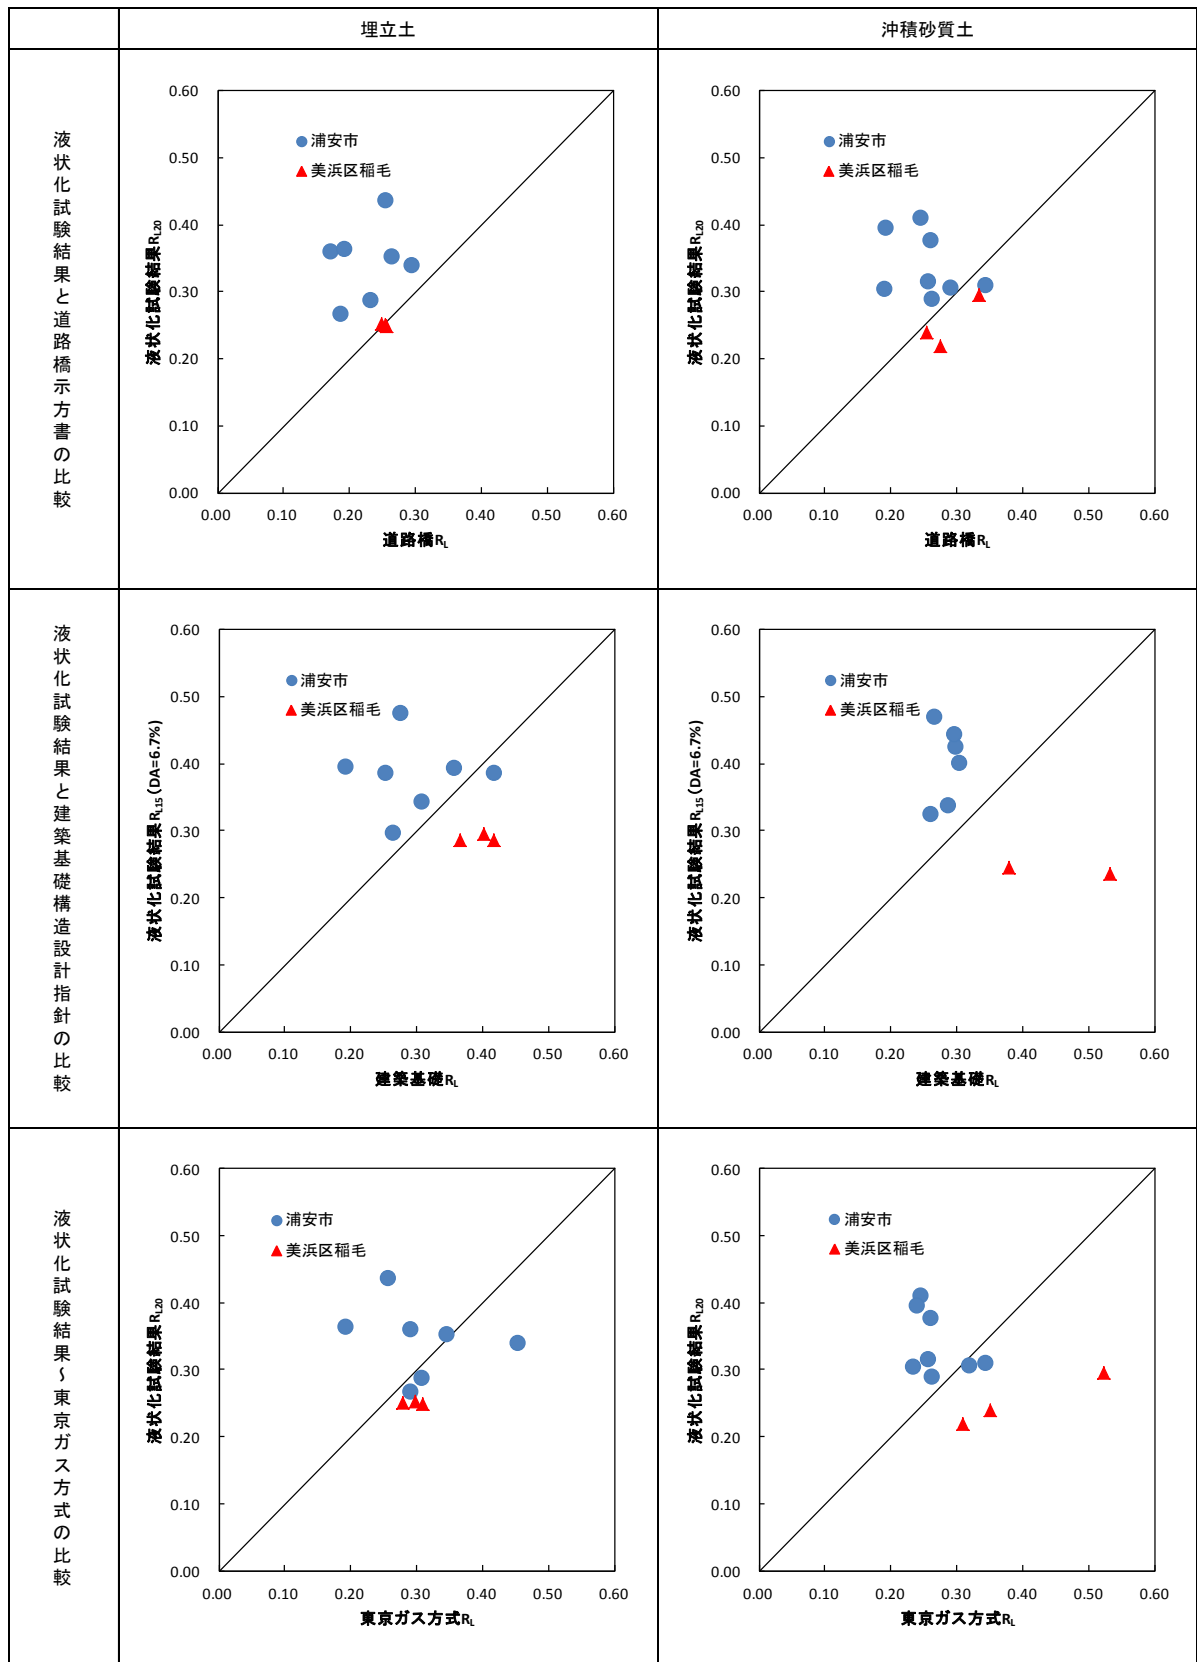 埋立土
沖積砂質土
液状化試験結果と道路橋示方書の比較
0.60
0.50
0.40
0.30
0.20
0.10
0.00
液状化試験結果RL20
浦安市
美浜区稲毛
0.00 0.10 0.20 0.30 0.40 0.50 0.60
道路橋RL
0.60
0.50
0.40
0.30
0.20
0.10
0.00
液状化試験結果RL20
浦安市
美浜区稲毛
0.00 0.10 0.20 0.30 0.40 0.50 0.60
道路橋RL
液状化試験結果と建築基礎構造設計指針の比較
0.60
0.50
0.40
0.30
0.20
0.10
0.00
液状化試験結果RL15(DA=6.7%)
浦安市
美浜区稲毛
0.00 0.10 0.20 0.30 0.40 0.50 0.60
建築基礎RL
0.60
0.50
0.40
0.30
0.20
0.10
0.00
液状化試験結果RL15(DA=6.7%)
浦安市
美浜区稲毛
0.00 0.10 0.20 0.30 0.40 0.50 0.60
建築基礎RL
液状化試験結果~東京ガス方式の比較
0.60
0.50
0.40
0.30
0.20
0.10
0.00
液状化試験結果RL20
浦安市
美浜区稲毛
0.00 0.10 0.20 0.30 0.40 0.50 0.60
東京ガス方式RL
0.60
0.50
0.40
0.30
0.20
0.10
0.00
液状化試験結果RL20
浦安市
美浜区稲毛
0.00 0.10 0.20 0.30 0.40 0.50 0.60
東京ガス方式RL